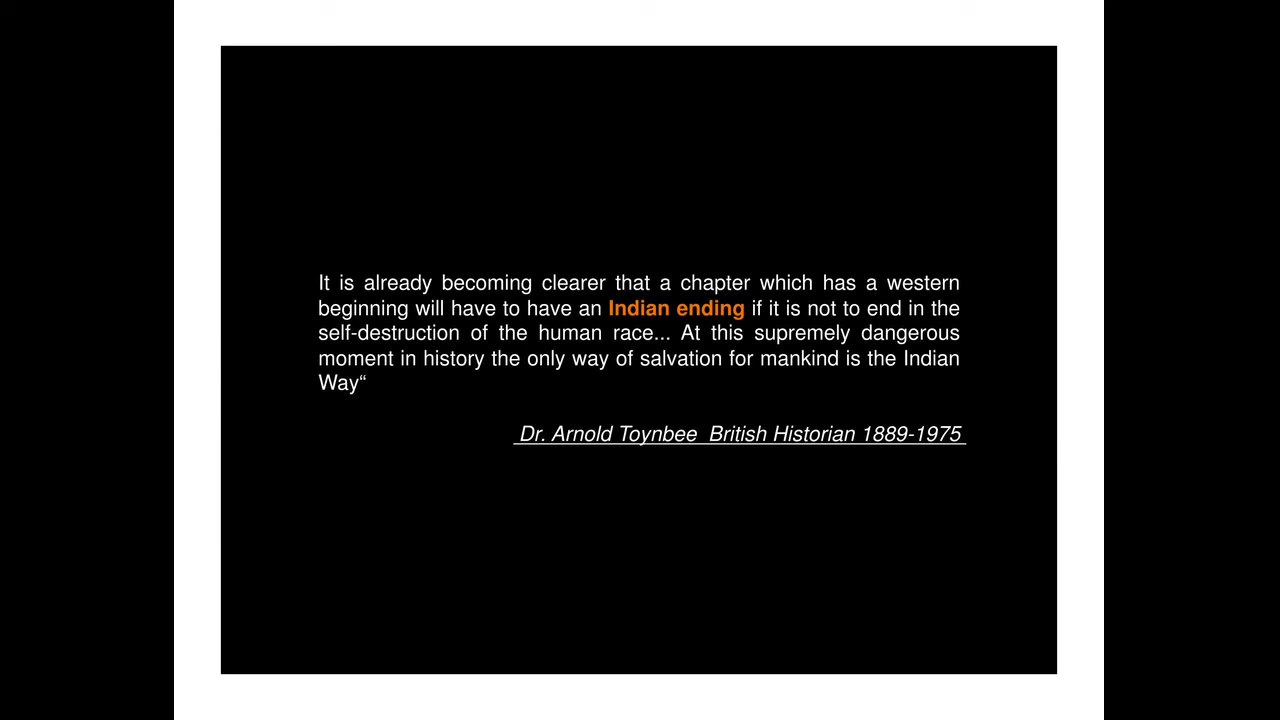 It is already becoming clearer that a chapter which has a western
beginning will have to have an Indian ending if it is not to end in the
self-destruction of the human race... At this supremely dangerous
moment in history the only way of salvation for mankind is the Indian
Way“
Dr. Arnold Toynbee  British Historian 1889-1975